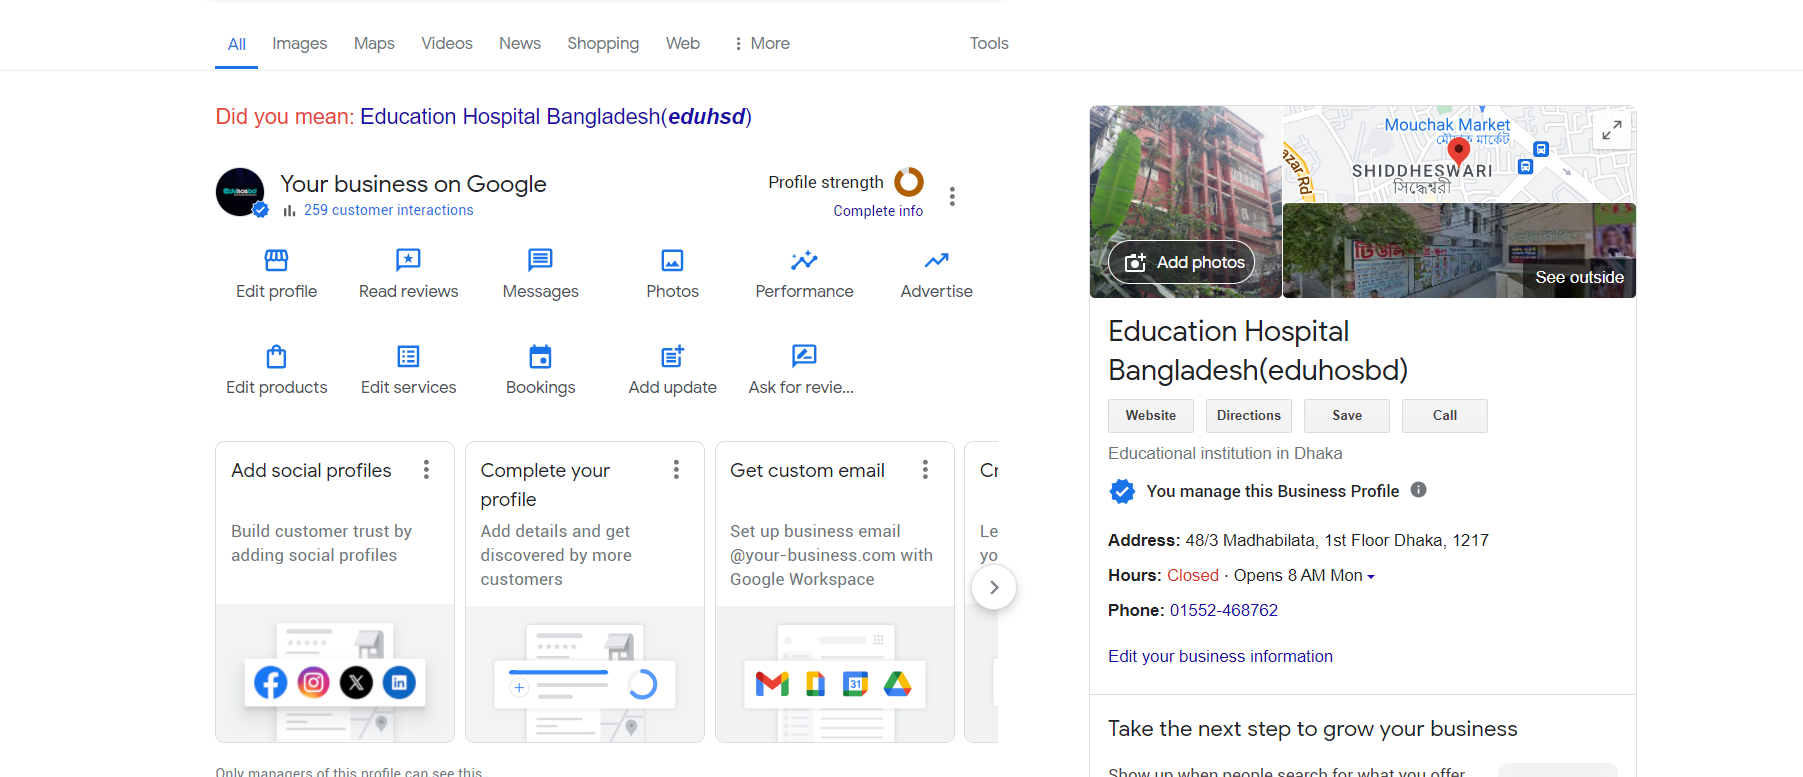 All
Images
Maps
Videos
News
Shopping
Web
More
Tools
Did you mean: Education Hospital Bangladesh(eduhsd)
Eduhosbd
Your business on Google
259 customer interactions
Profile strength
Complete info
Edit profile
Read reviews
Messages
Photos
Performance
Advertise
Edit products
Edit services
Bookings
Add update
Ask for revie...
Add social profiles
Build customer trust by
adding social profiles
Complete your
profile
Add details and get
discovered by more
customers
Get custom email
Set up business email
@your-business.com with
Google Workspace
31
Cr
Le
yo
Only managers of this profile can see this
Add photos
Mouchak Market
মৌচাক মার্কেট
azar Rd
SHIDDHESWARI
সিদ্ধেশ্বরী
See outside
Education Hospital
Bangladesh(eduhosbd)
Website
Directions
Save
Call
Educational institution in Dhaka
You manage this Business Profile
Address: 48/3 Madhabilata, 1st Floor Dhaka, 1217
Hours: Closed · Opens 8 AM Mon
Phone: 01552-468762
Edit your business information
Take the next step to grow your business
Show up when people search for what you offer